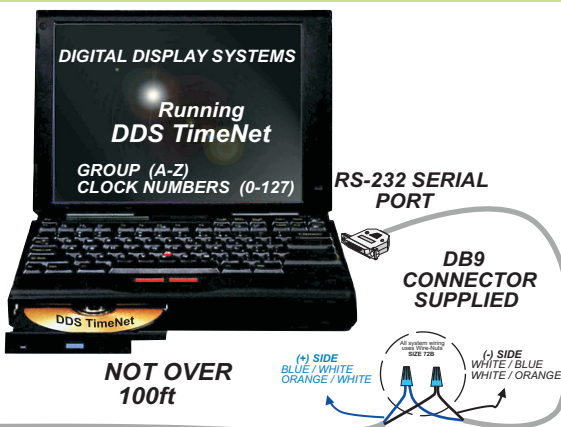 DIGITAL DISPLAY SYSTEMS
Running
DDS TimeNet
GROUP (A-Z)
CLOCK NUMBERS (0-127)
RS-232 SERIAL
PORT
DB9
CONNECTOR
SUPPLIED
DDS TimeNet
NOT OVER
100ft
All system wiring
uses Wire-Nuts
SIZE 72B
(+) SIDE
BLUE / WHITE
ORANGE / WHITE
(-) SIDE
WHITE / BLUE
WHITE / ORANGE